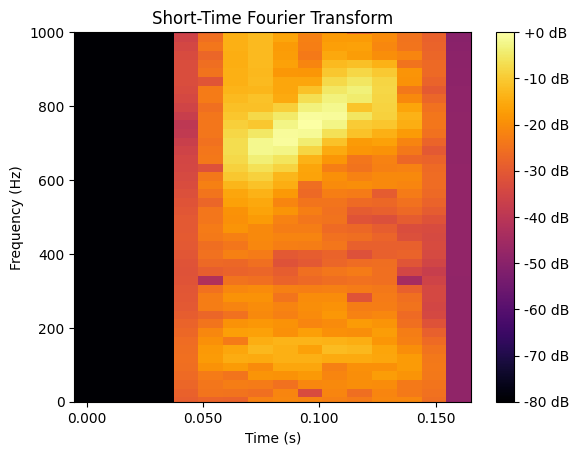 Short-Time Fourier Transform
1000
800
600
400
200
0
Frequency (Hz)
0.000
0.050
0.100
0.150
Time (s)
+0 dB
-10 dB
-20 dB
-30 dB
-40 dB
-50 dB
-60 dB
-70 dB
-80 dB